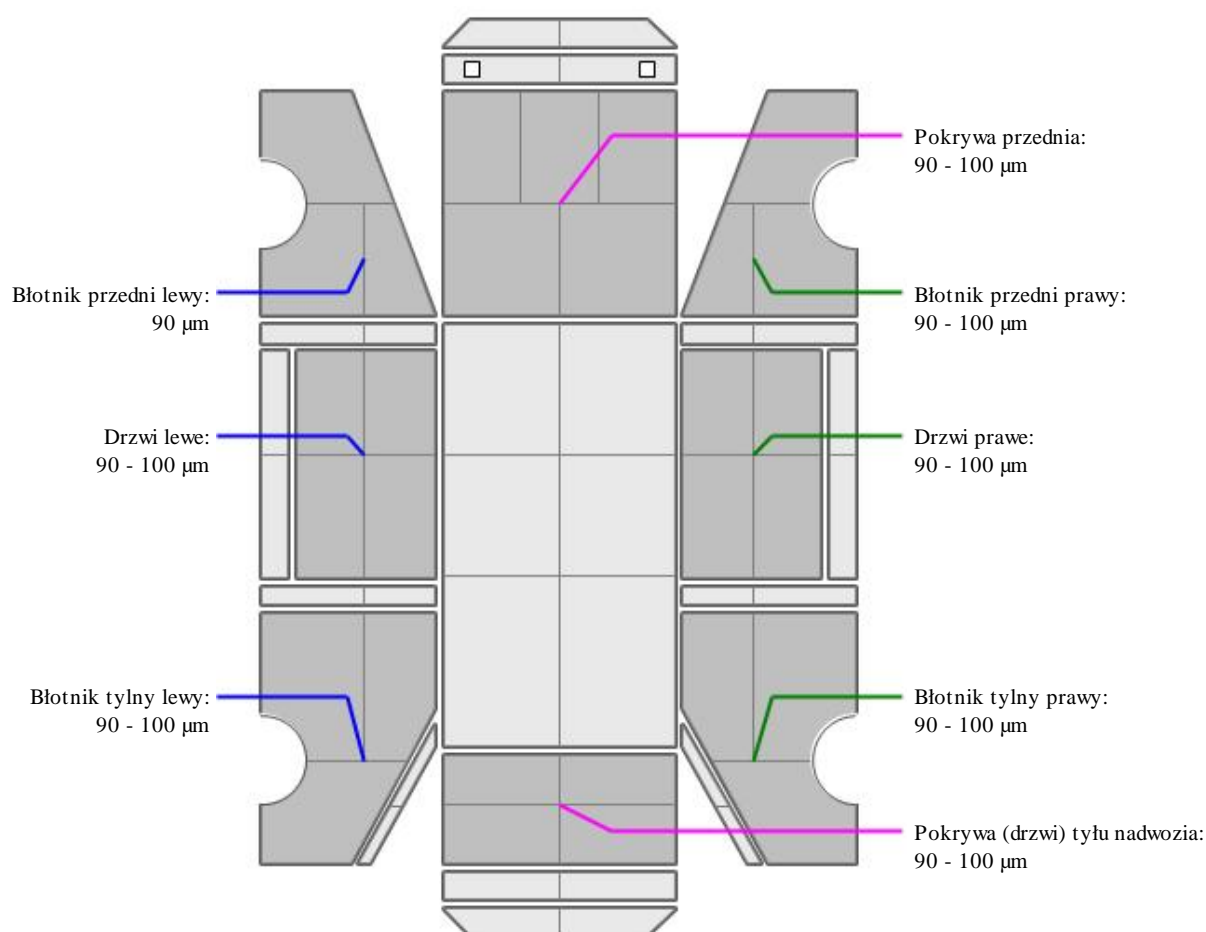 Pokrywa przednia:
90 - 100 µm
Błotnik przedni lewy:
90 µm
Błotnik przedni prawy:
90 - 100 µm
Drzwi lewe:
90 - 100 µm
Drzwi prawe:
90 - 100 µm
Błotnik tylny lewy:
90 - 100 µm
Błotnik tylny prawy:
90 - 100 µm
Pokrywa (drzwi) tyłu nadwozia:
90 - 100 µm